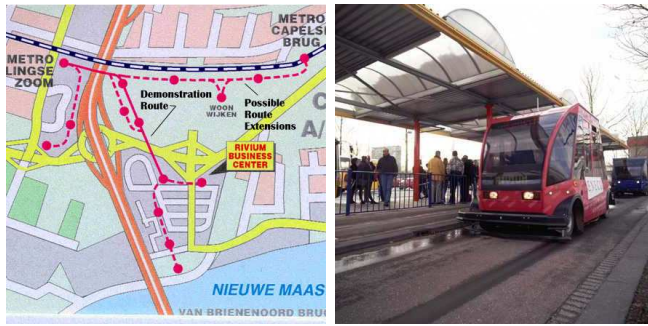 METRO
CAPELS
BRUG
METRO
LINGSE
ZOOM
Demonstration
Route
WOON
WIJKEN
Possible
Route
Extensions
C
A/
RIVIUM
BUSINESS
CENTER
NIEUWE MAAS
VAN BRIENENOORD BRUG